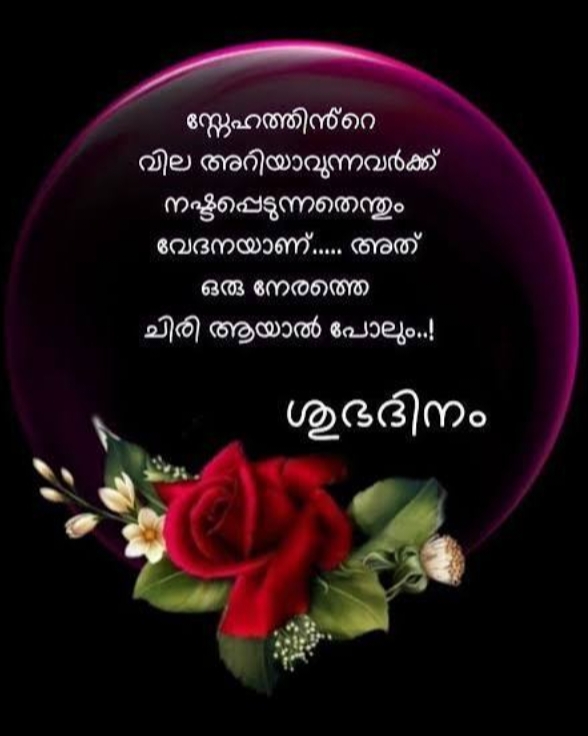 സ്നേഹത്തിൻ്റെ
വില അറിയാവുന്നവർക്ക്
നഷ്ടപ്പെടുന്നതെന്തും
വേദനയാണ്..... അത്
ഒരു നേരത്തെ
ചിരി ആയാൽ പോലും..!
ശുഭദിനം